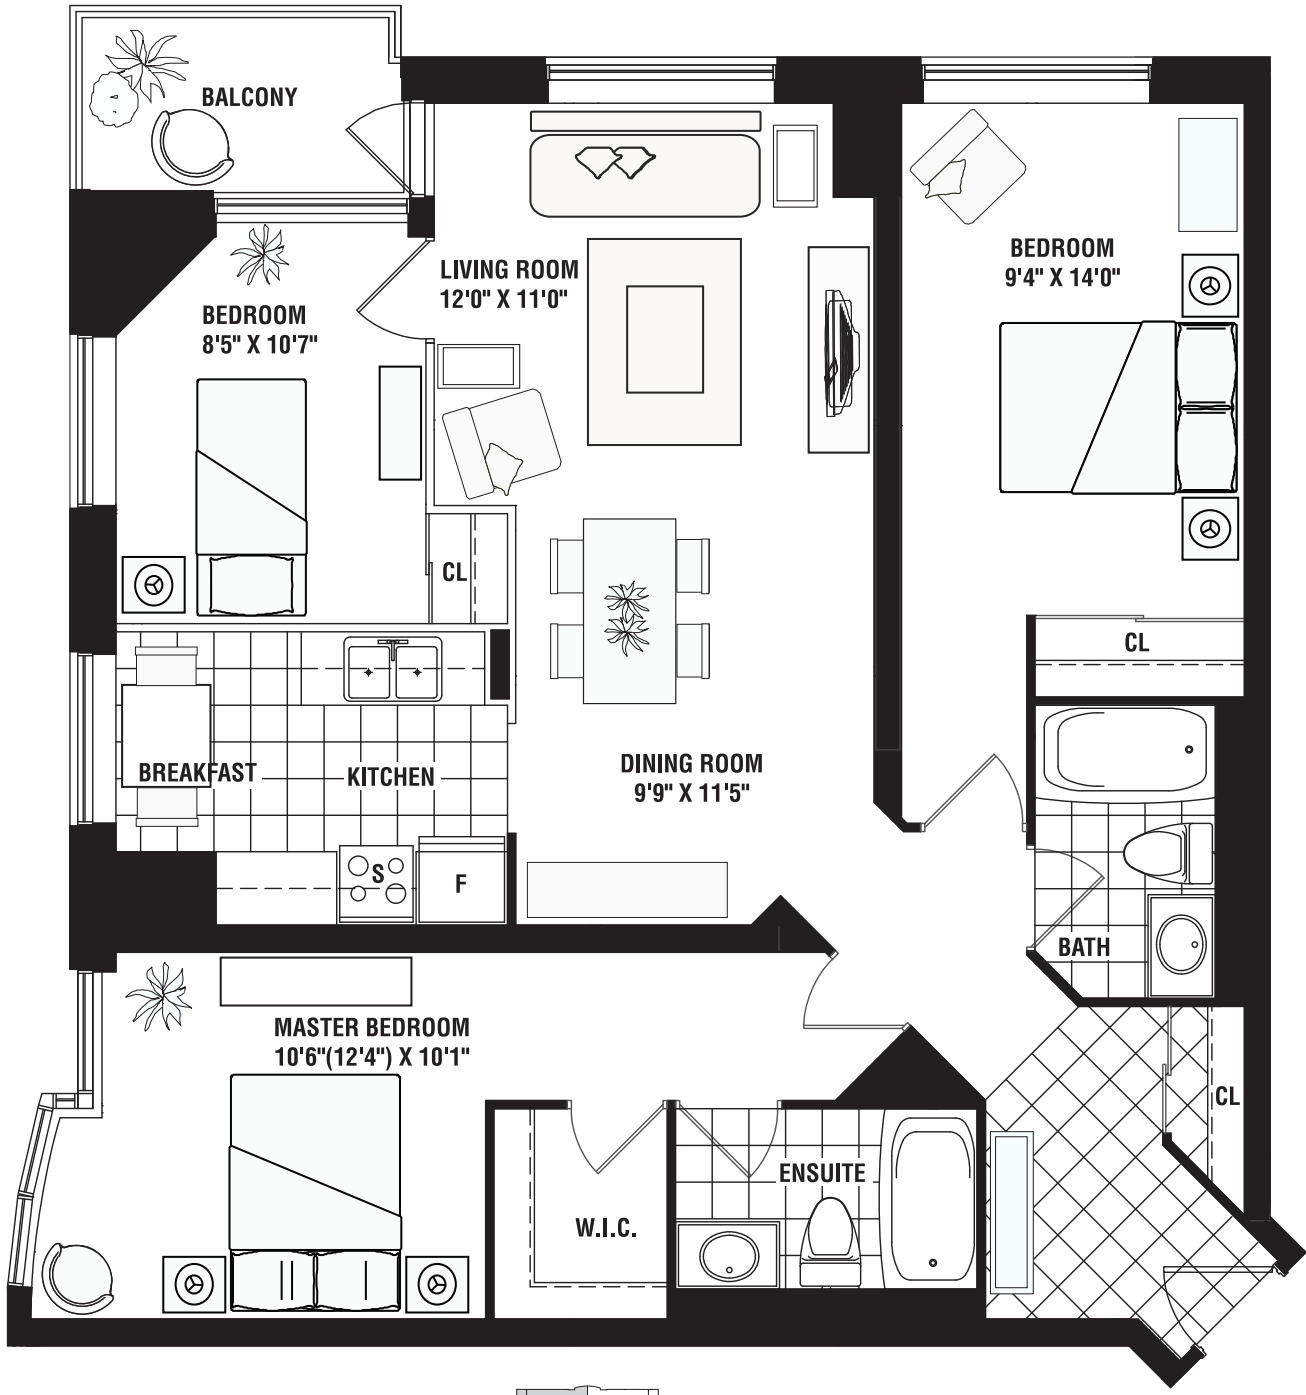 BALCONY
LIVING ROOM
12'0" X 11'0"
BEDROOM
9'4" X 14'0"
BEDROOM
8'5" X 10'7"
CL
CL
BREAKFAST
KITCHEN
DINING ROOM
9'9" X 11'5"
S
F
BATH
MASTER BEDROOM
10'6"(12'4") X 10'1"
CL
ENSUITE
W.I.C.